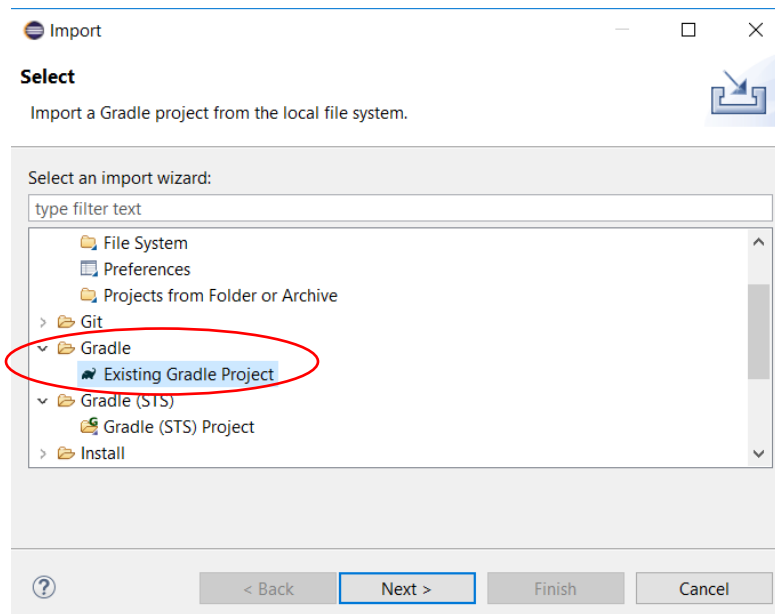 Import
Select
Import a Gradle project from the local file system.
Select an import wizard:
type filter text
File System
Preferences
Projects from Folder or Archive
Git
Gradle
Existing Gradle Project
Gradle (STS)
Gradle (STS) Project
Install
?
< Back Next > Finish Cancel